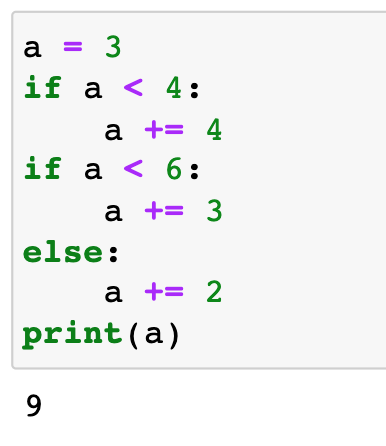 a = 3
if a < 4:
    a += 4
if a < 6:
    a += 3
else:
    a += 2
print(a)
9